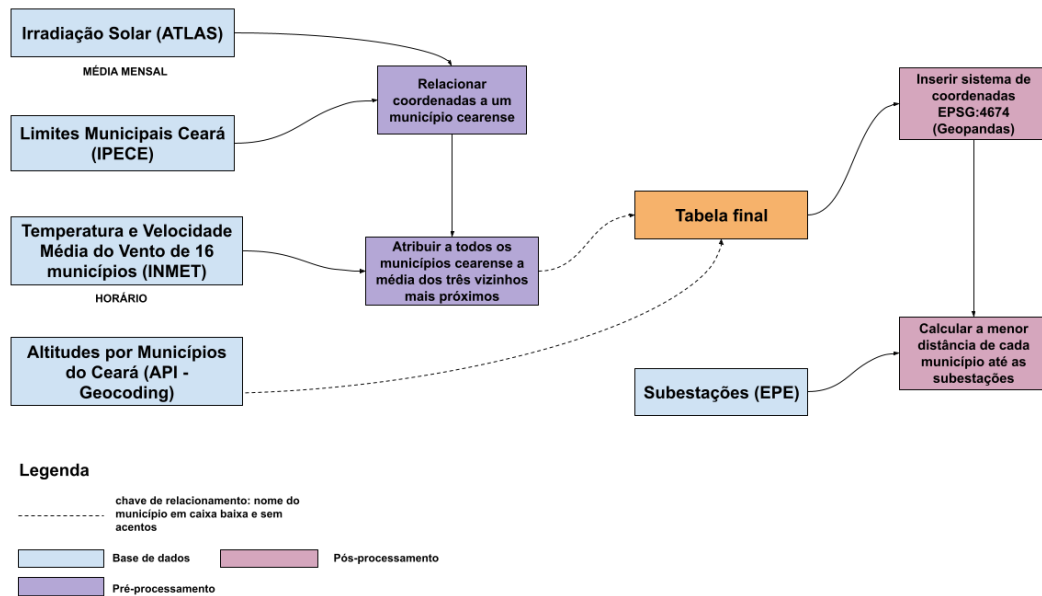 Irradiação Solar (ATLAS)
MÉDIA MENSAL
Limites Municipais Ceará
(IPECE)
Temperatura e Velocidade
Média do Vento de 16
municípios (INMET)
HORÁRIO
Altitudes por Municípios
do Ceará (API -
Geocoding)
Relacionar
coordenadas a um
município cearense
Atribuir a todos os
municípios cearense a
média dos três vizinhos
mais próximos
Tabela final
Subestações (EPE)
Inserir sistema de
coordenadas
EPSG:4674
(Geopandas)
Calcular a menor
distância de cada
município até as
subestações
Legenda
chave de relacionamento: nome do
município em caixa baixa e sem
acentos
Base de dados
Pós-processamento
Pré-processamento